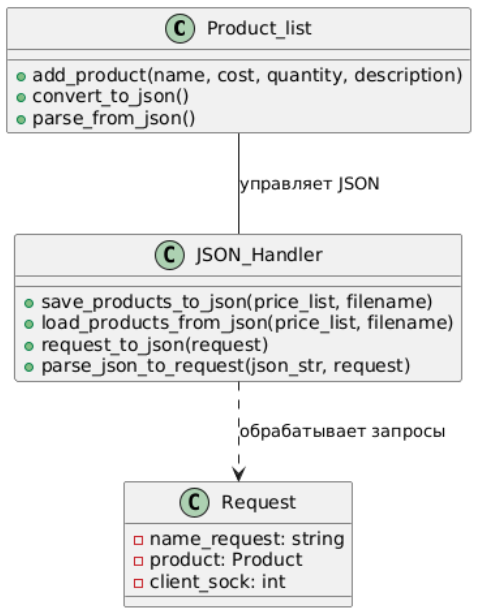 C Product_list
add_product(name, cost, quantity, description)
convert_to_json()
parse_from_json()
управляет JSON
C JSON_Handler
save_products_to_json(price_list, filename)
load_products_from_json(price_list, filename)
request_to_json(request)
parse_json_to_request(json_str, request)
обрабатывает запросы
C Request
name_request: string
product: Product
client_sock: int